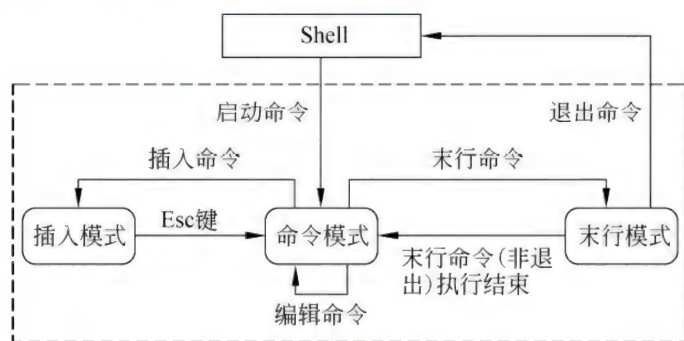 Shell
启动命令
退出命令
插入命令
末行命令
插入模式
Esc键
命令模式
末行命令(非退
出)执行结束
末行模式
编辑命令